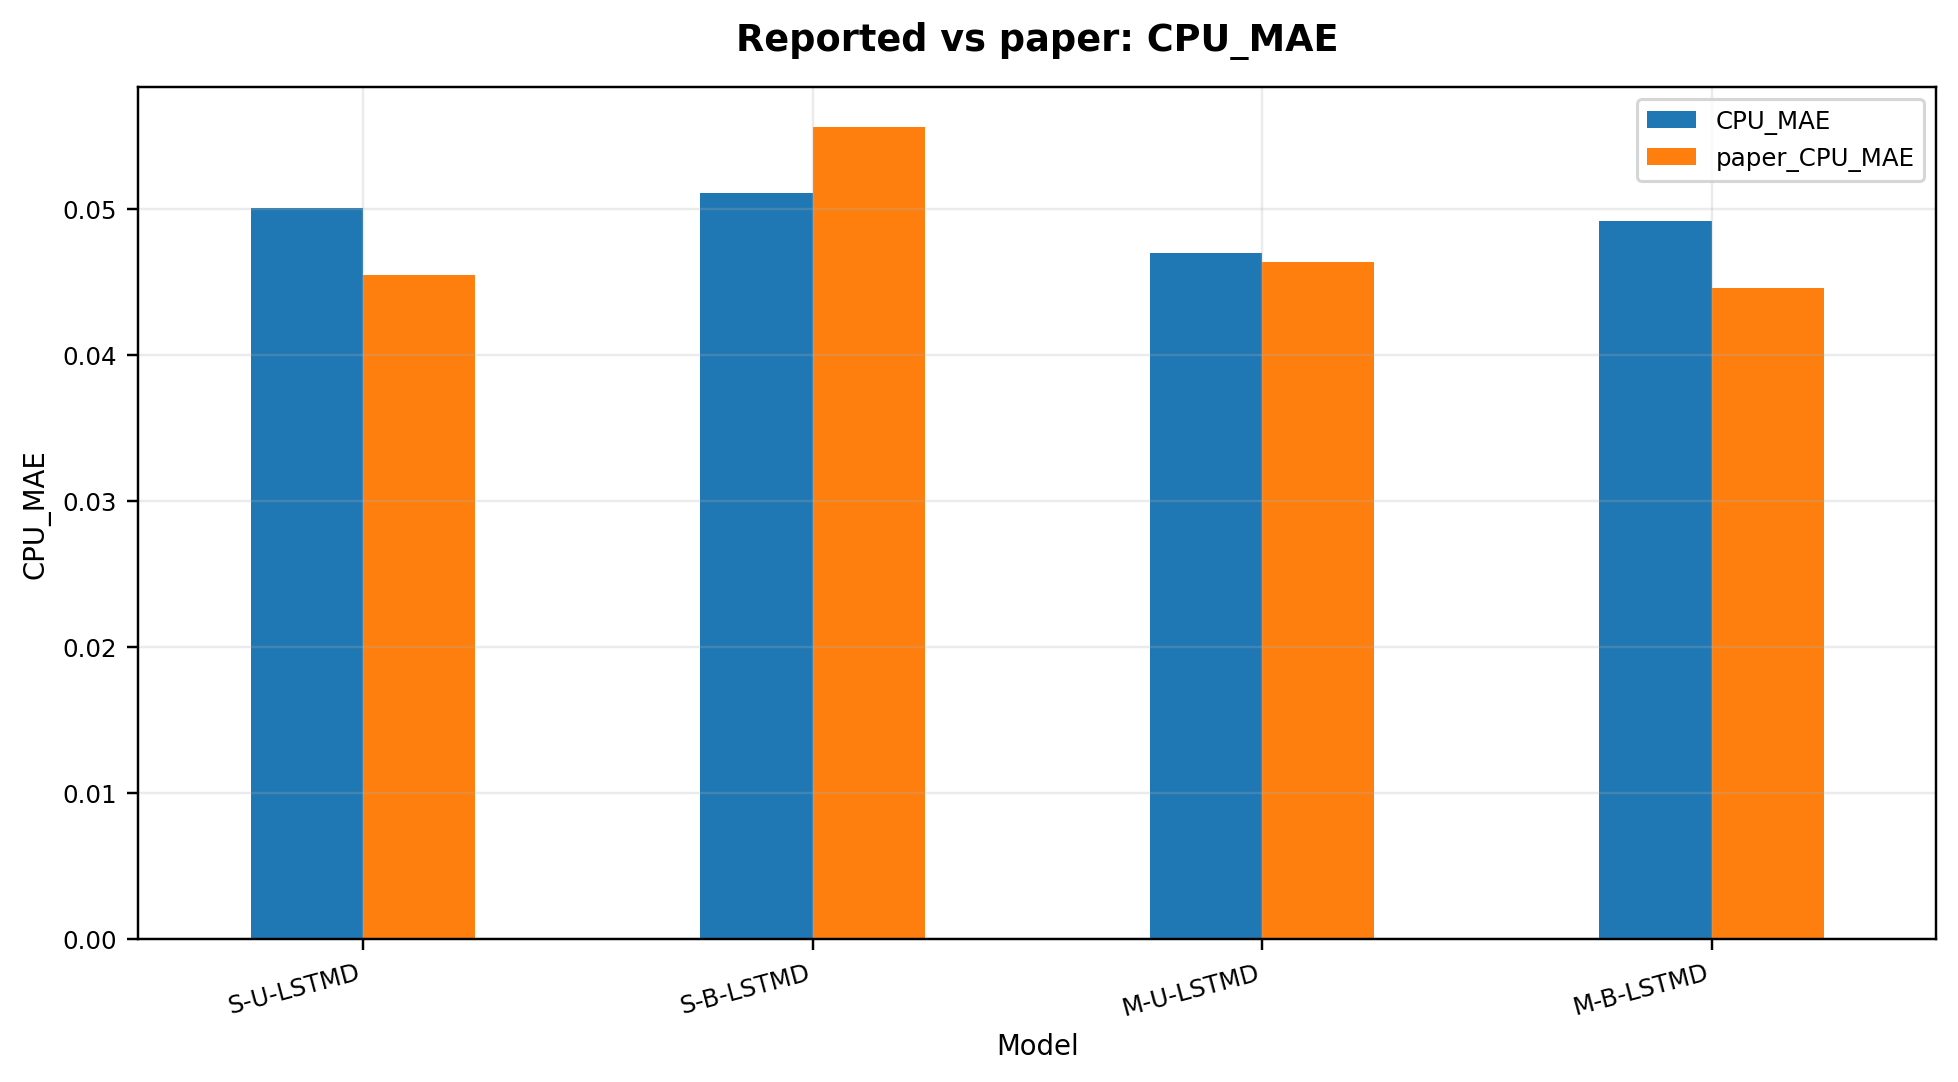 Reported vs paper: CPU_MAE
CPU_MAE
paper_CPU_MAE
CPU_MAE
0.05
0.04
0.03
0.02
0.01
0.00
S-U-LSTMD
S-B-LSTMD
M-U-LSTMD
M-B-LSTMD
Model